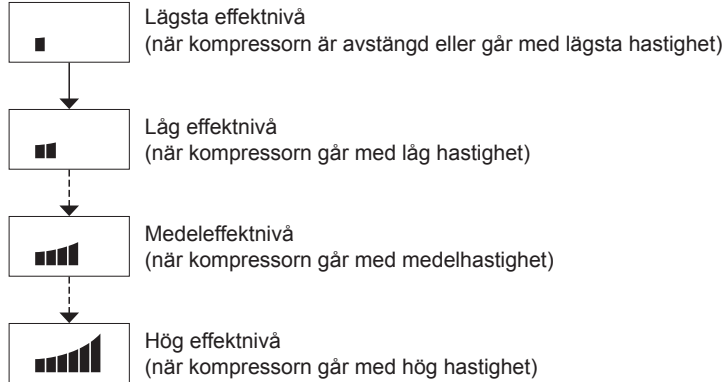 Lägsta effektnivå
(när kompressorn är avstängd eller går med lägsta hastighet)
Låg effektnivå
(när kompressorn går med låg hastighet)
Medeleffektnivå
(när kompressorn går med medelhastighet)
Hög effektnivå
(när kompressorn går med hög hastighet)